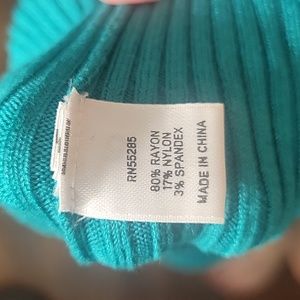 RN55285
80% RAYON
17% NYLON
3% SPANDEX
MADE IN CHINA